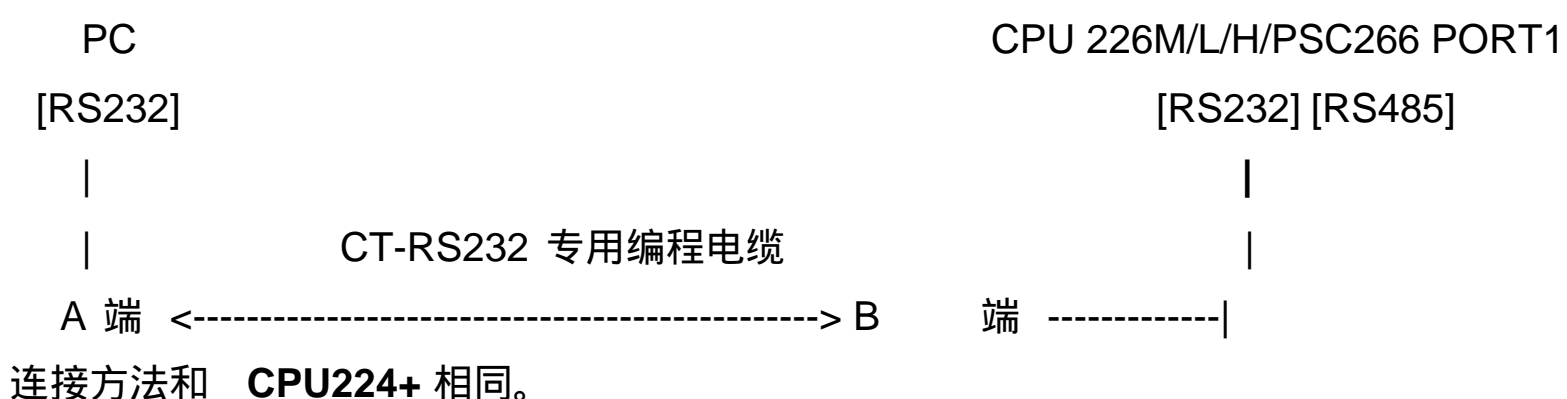 PC CPU 226M/L/H/PSC266 PORT1
[RS232] [RS232] [RS485]
| |
| CT-RS232 专用编程电缆 |
A 端 <-----------------------------------------------> B 端 -------------|
连接方法和 CPU224+ 相同。